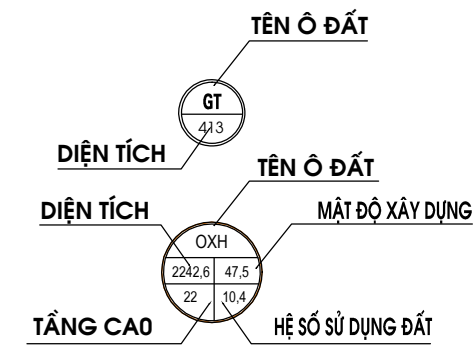 TÊN Ô ĐẤT
GT
413
DIỆN TÍCH
TÊN Ô ĐẤT
DIỆN TÍCH
MẬT ĐỘ XÂY DỰNG
OXH
2242,6 47,5
22 10,4
TẦNG CAO
HỆ SỐ SỬ DỤNG ĐẤT